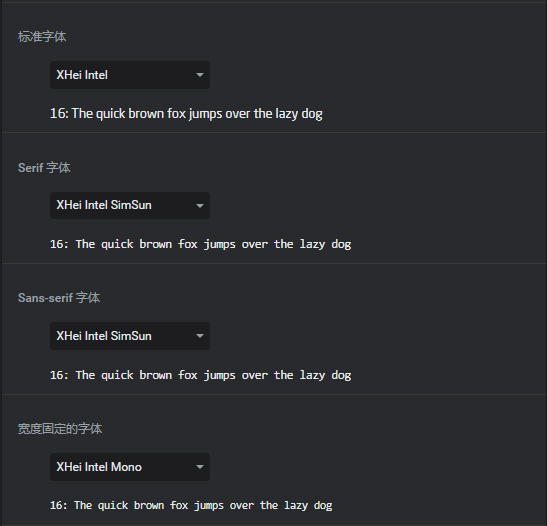 标准字体
XHei Intel
16: The quick brown fox jumps over the lazy dog
Serif 字体
XHei Intel SimSun
16: The quick brown fox jumps over the lazy dog
Sans-serif 字体
XHei Intel SimSun
16: The quick brown fox jumps over the lazy dog
宽度固定的字体
XHei Intel Mono
16: The quick brown fox jumps over the lazy dog